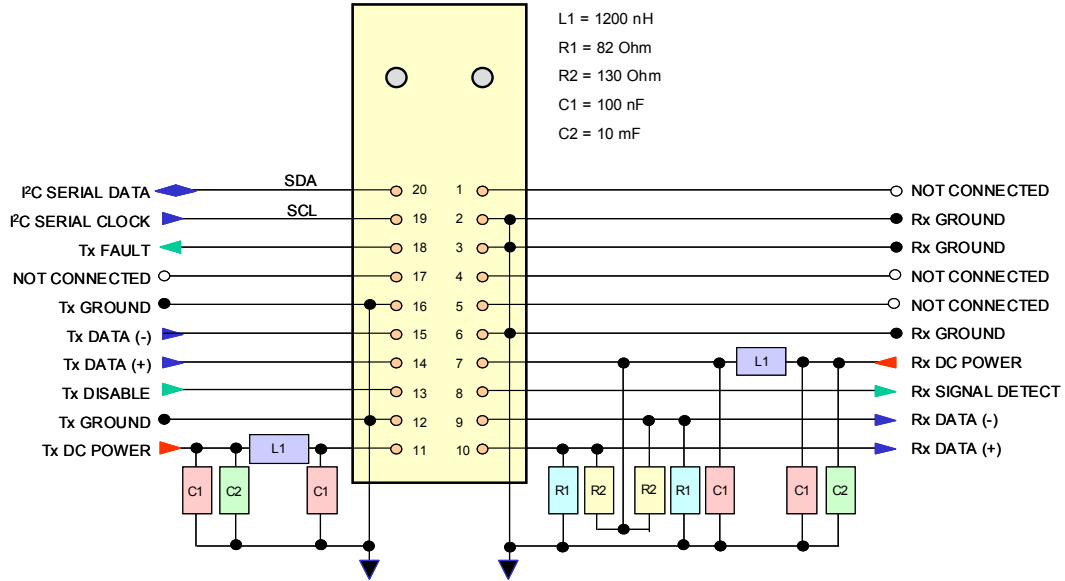 L1 = 1200 nH
R1 = 82 Ohm
R2 = 130 Ohm
C1 = 100 nF
C2 = 10 mF
I²C SERIAL DATA SDA 20 1 NOT CONNECTED
I²C SERIAL CLOCK SCL 19 2 Rx GROUND
Tx FAULT 18 3 Rx GROUND
NOT CONNECTED 17 4 NOT CONNECTED
Tx GROUND 16 5 NOT CONNECTED
Tx DATA (-) 15 6 Rx GROUND
Tx DATA (+) 14 7 L1 Rx DC POWER
Tx DISABLE 13 8 Rx SIGNAL DETECT
Tx GROUND 12 9 Rx DATA (-)
Tx DC POWER L1 11 10 Rx DATA (+)
C1 C2 C1 R1 R2 R2 R1 C1 C1 C2